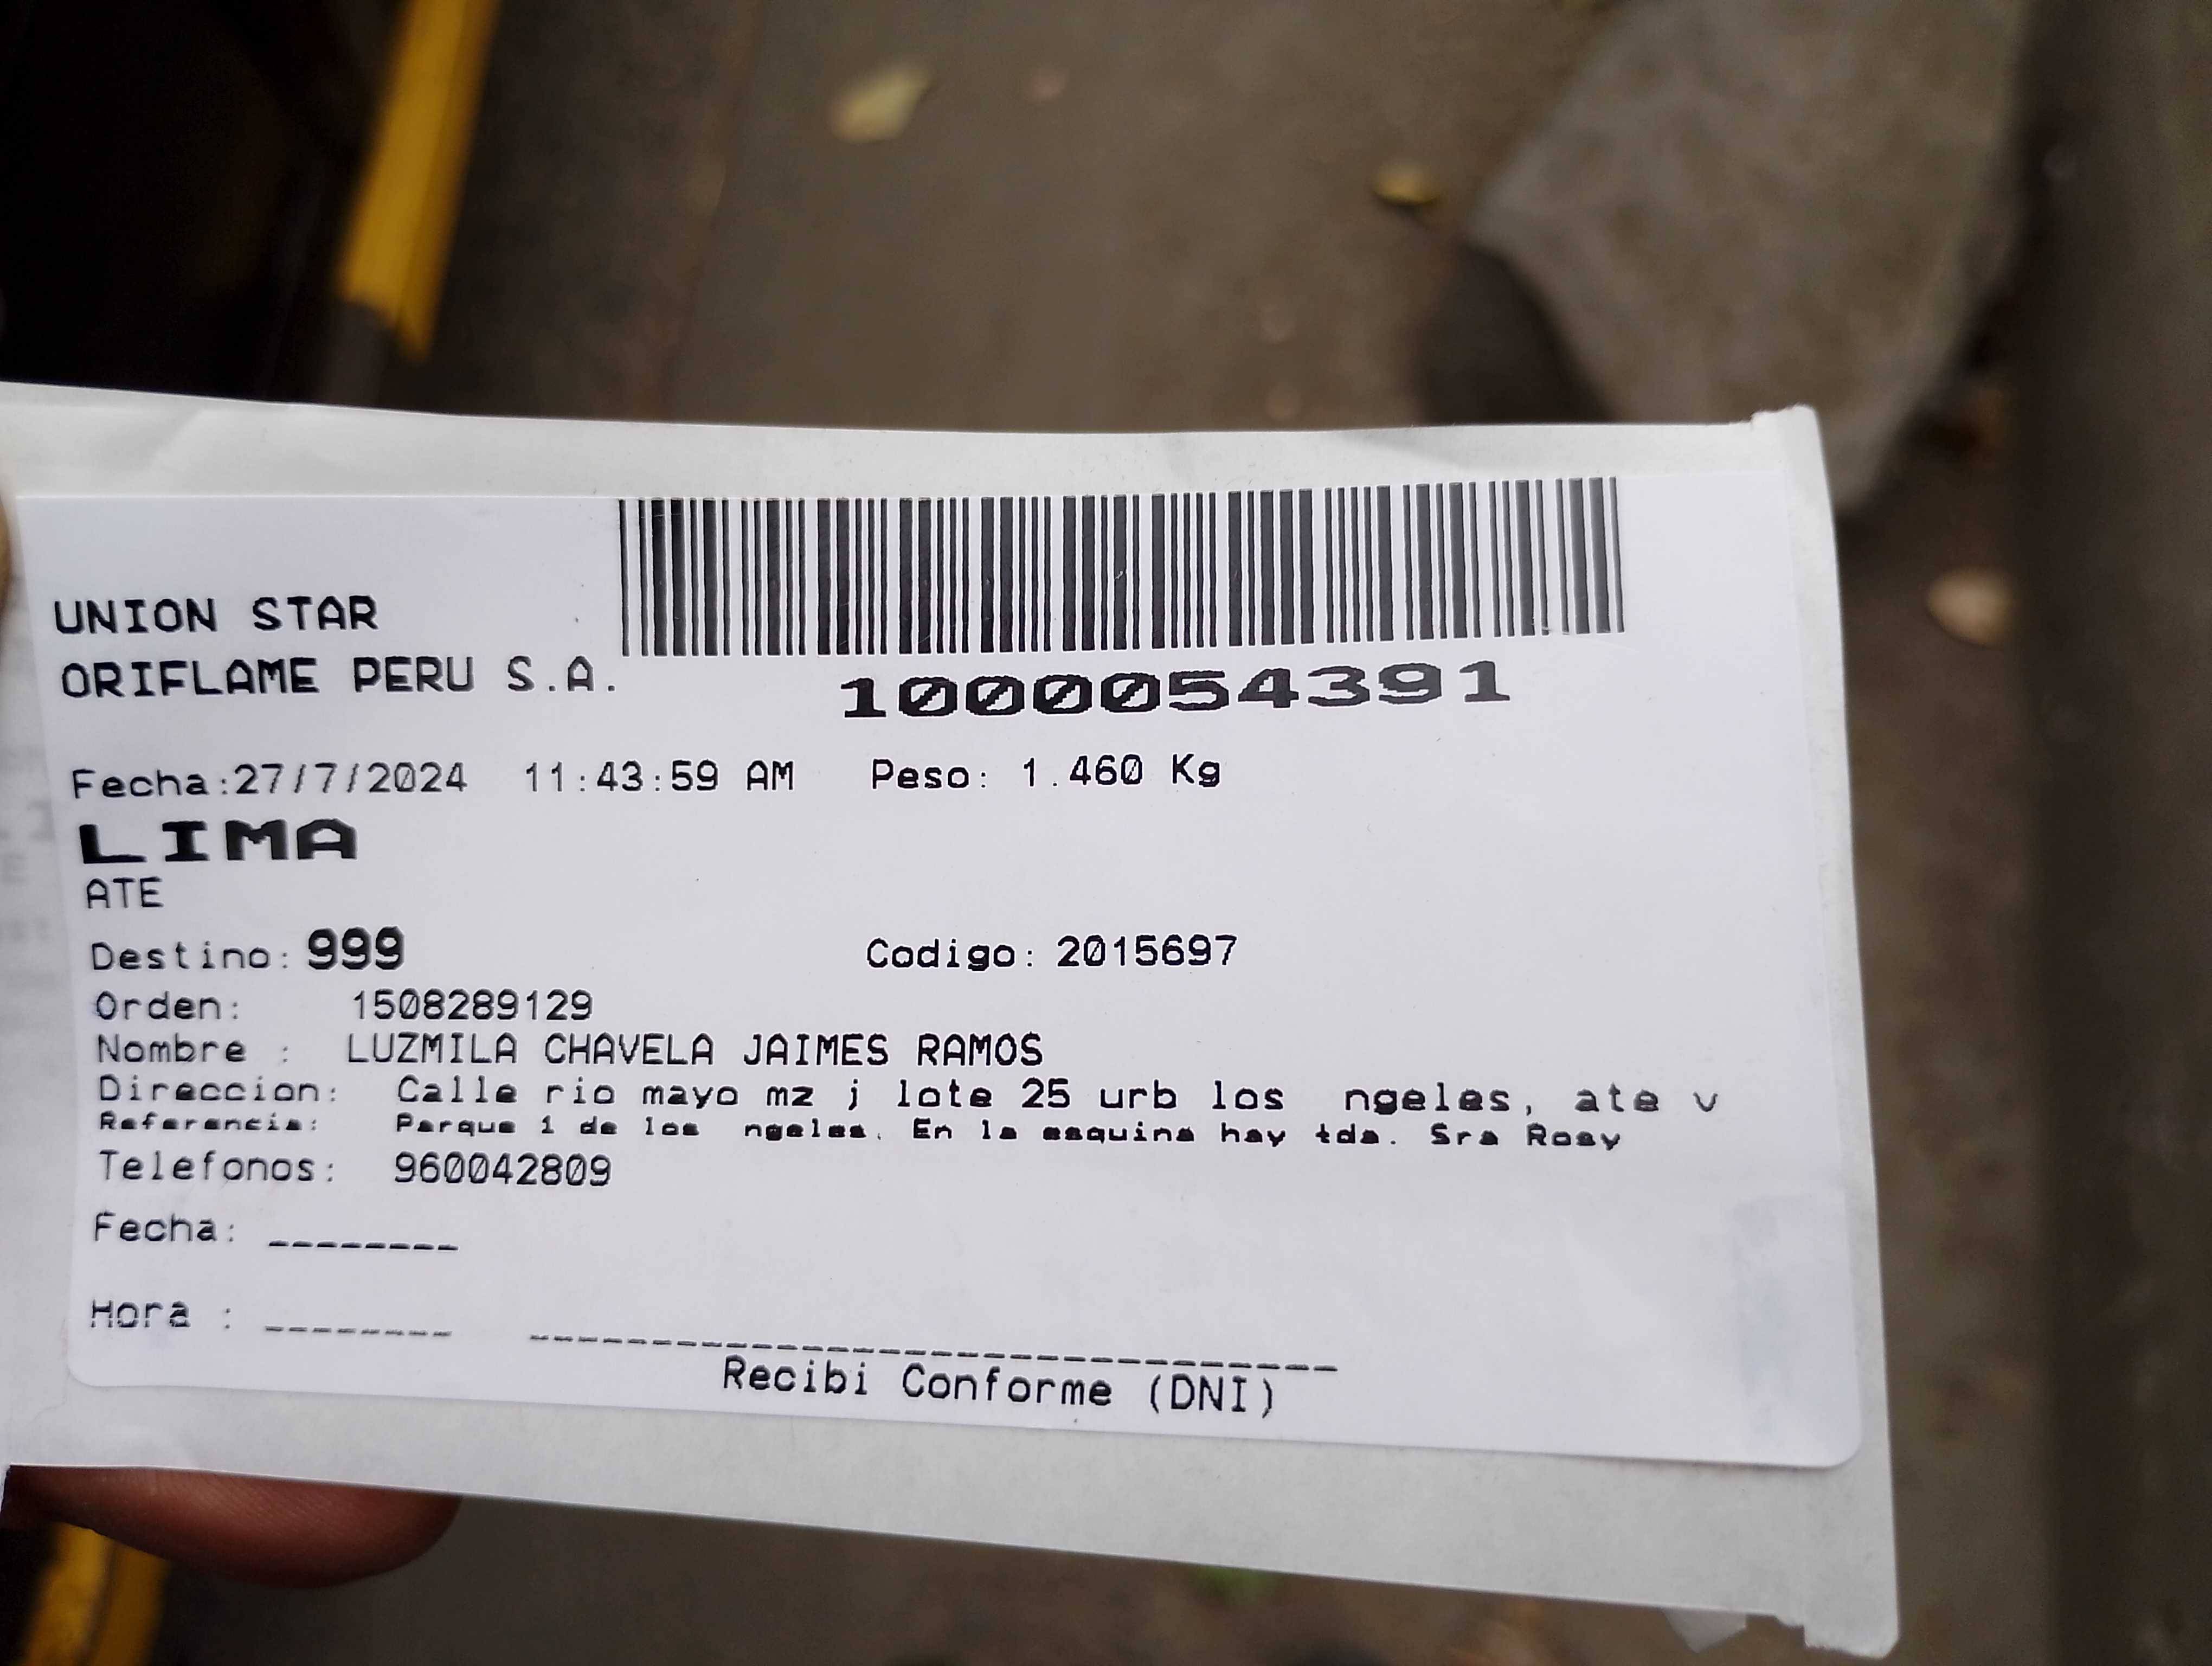 UNION STAR
ORIFLAME PERU S.A.
1000054391
Fecha:27/7/2024 11:43:59 AM Peso: 1.460 Kg
LIMA
ATE
Destino: 999 Codigo: 2015697
Orden: 1508289129
Nombre : LUZMILA CHAVELA JAIMES RAMOS
Direccion: Calle rio mayo mz j lote 25 urb los ngeles, ate v
Referencia: Parque 1 de los ngeles. En la esquina hay tda. Sra Rosy
Telefonos: 960042809
Fecha: ________
Hora : ________
Recibi Conforme (DNI)